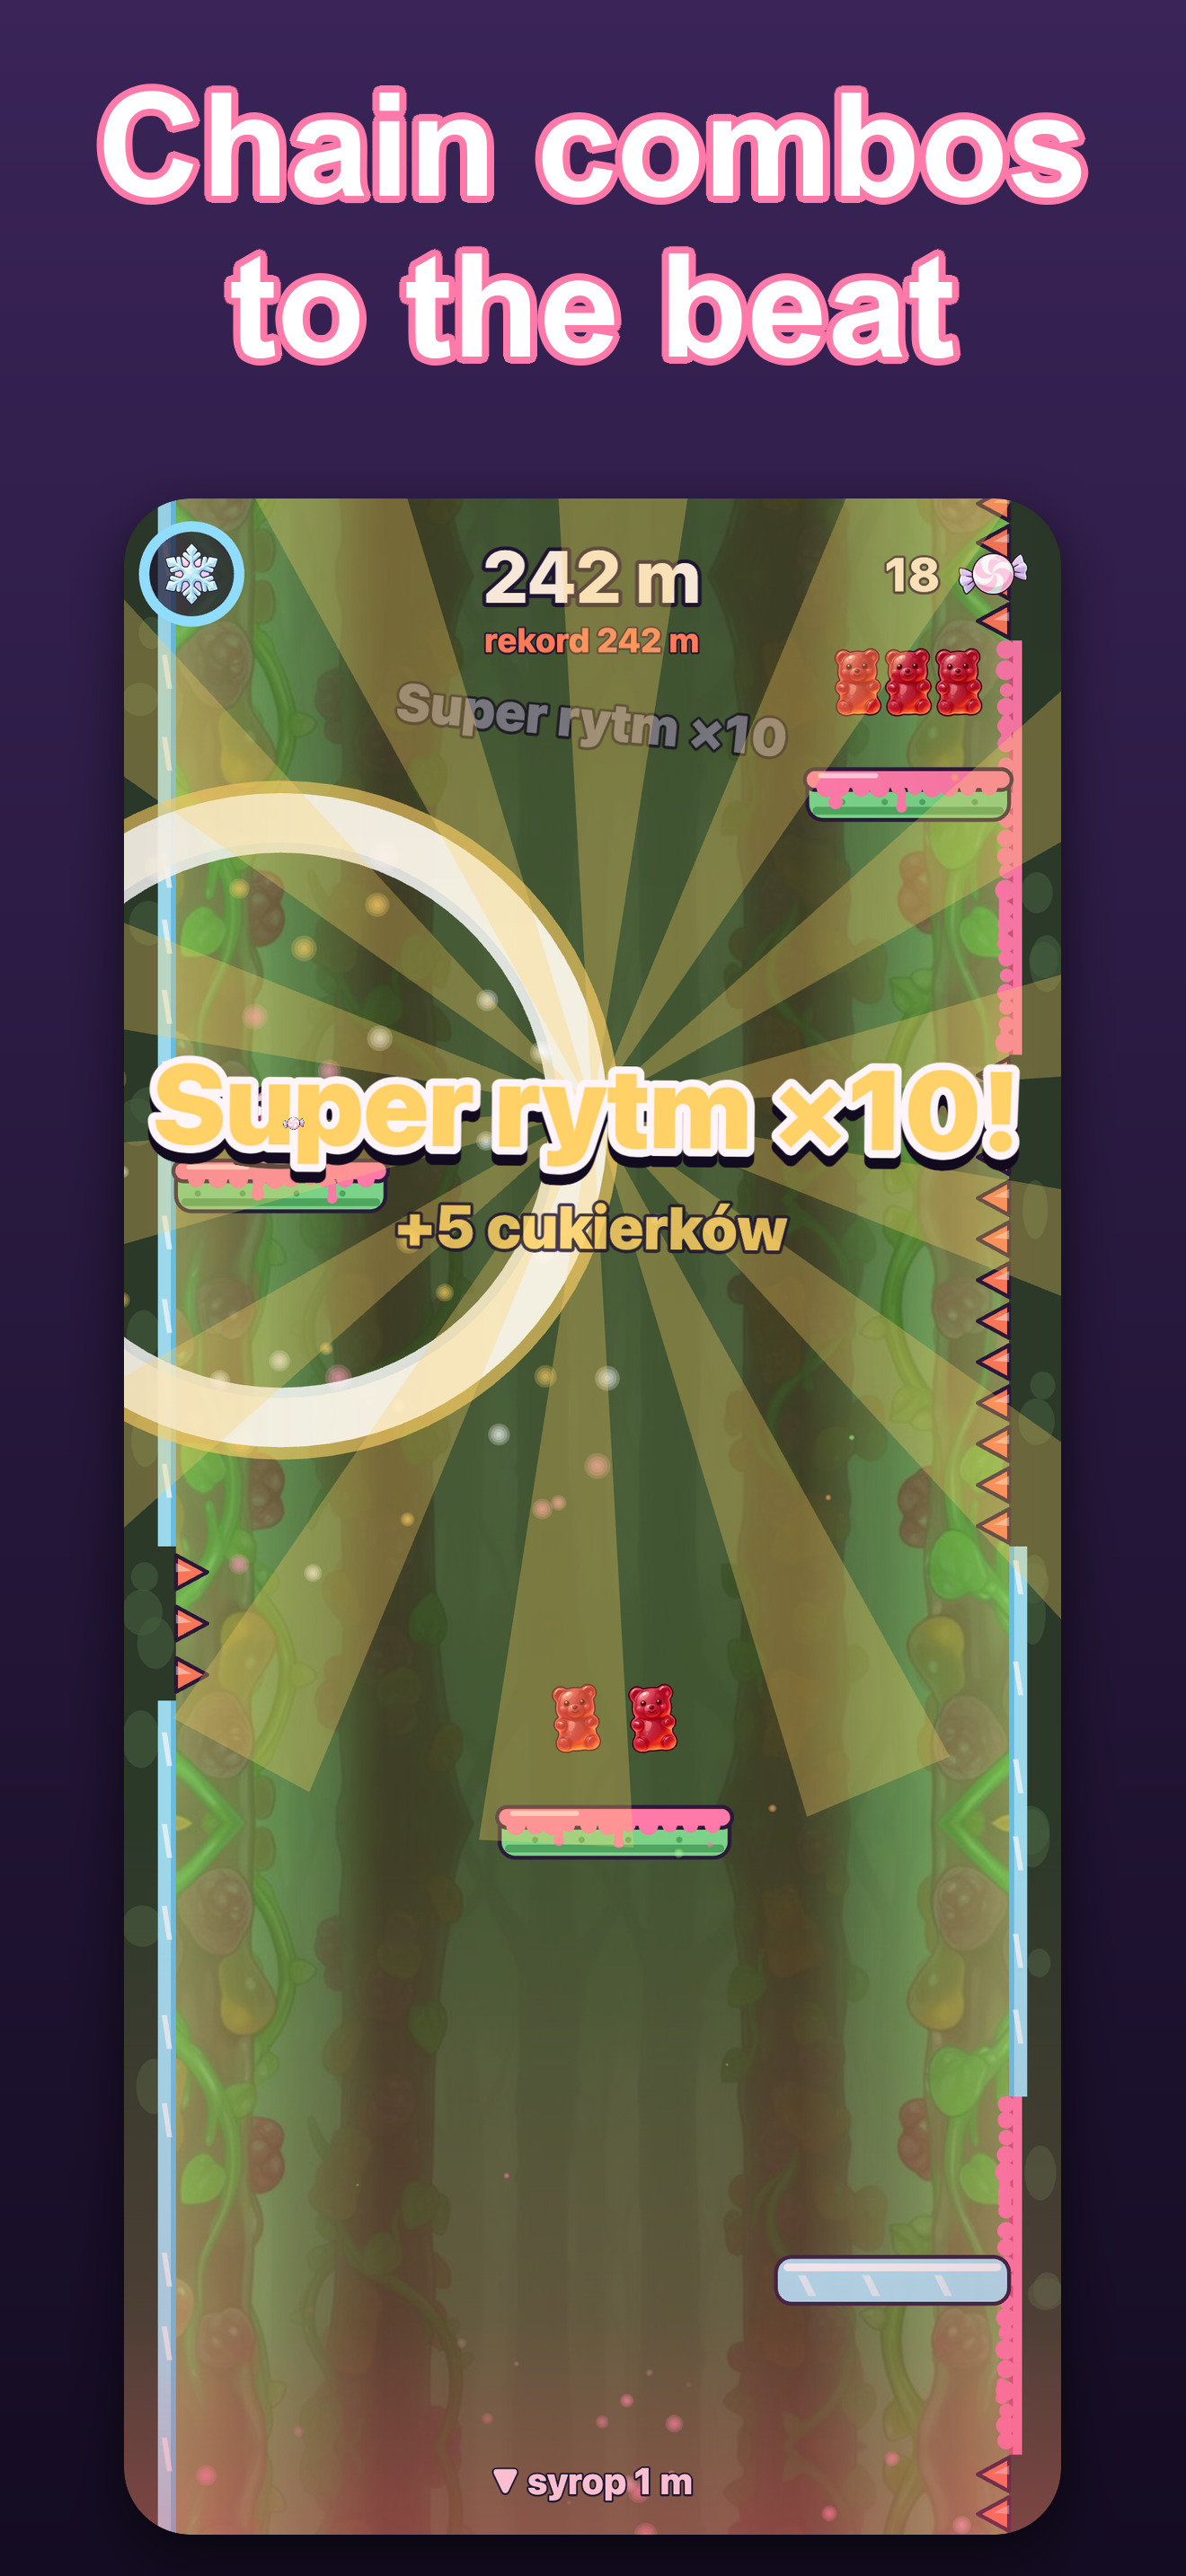 Chain combos
to the beat
242 m
18
rekord 242 m
Super rytm ×10
Super rytm ×10!
+5 cukierków
▼ syrop 1 m